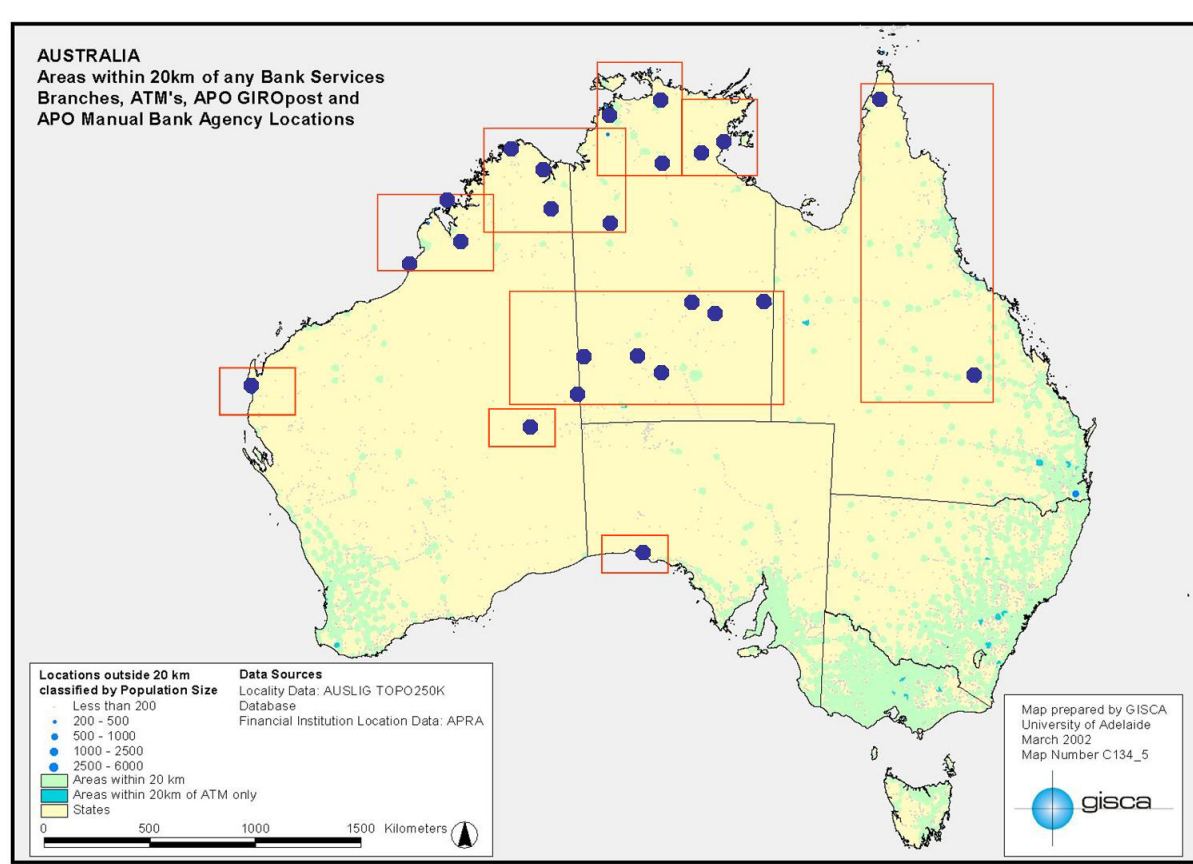 AUSTRALIA
Areas within 20km of any Bank Services
Branches, ATM's, APO GIROpost and
APO Manual Bank Agency Locations
Locations outside 20 km
classified by Population Size
Less than 200
200 - 500
500 - 1000
1000 - 2500
2500 - 6000
Areas within 20 km
Areas within 20km of ATM only
States
0 500 1000 1500 Kilometers
Data Sources
Locality Data: AUSLIG TOPO250K
Database
Financial Institution Location Data: APRA
Map prepared by GISCA
University of Adelaide
March 2002
Map Number C134_5
gisca